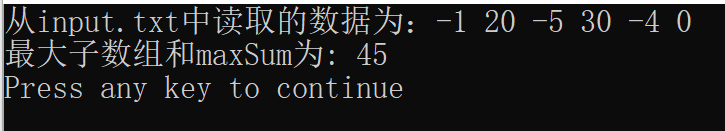 从input.txt中读取的数据为：-1 20 -5 30 -4 0
最大子数组和maxSum为: 45
Press any key to continue